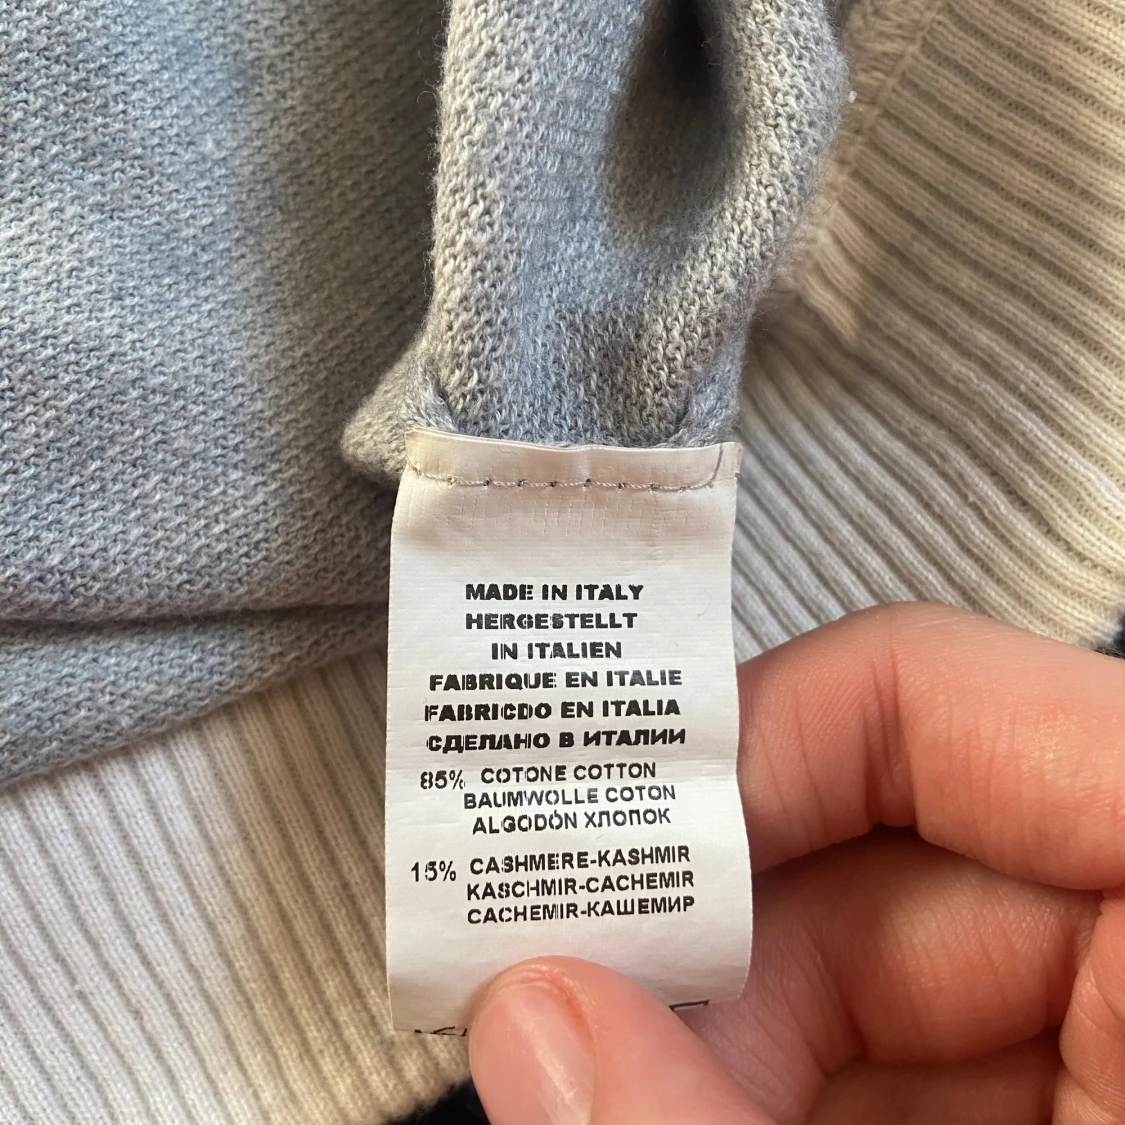 MADE IN ITALY
HERGESTELLT
IN ITALIEN
FABRIQUE EN ITALIE
FABRICDO EN ITALIA
СДЕЛАНО В ИТАЛИИ
85% COTONE COTTON
BAUMWOLLE COTON
ALGODÓN ХЛОПОК
15% CASHMERE-KASHMIR
KASCHMIR-CACHEMIR
CACHEMIR-КАШЕМИР